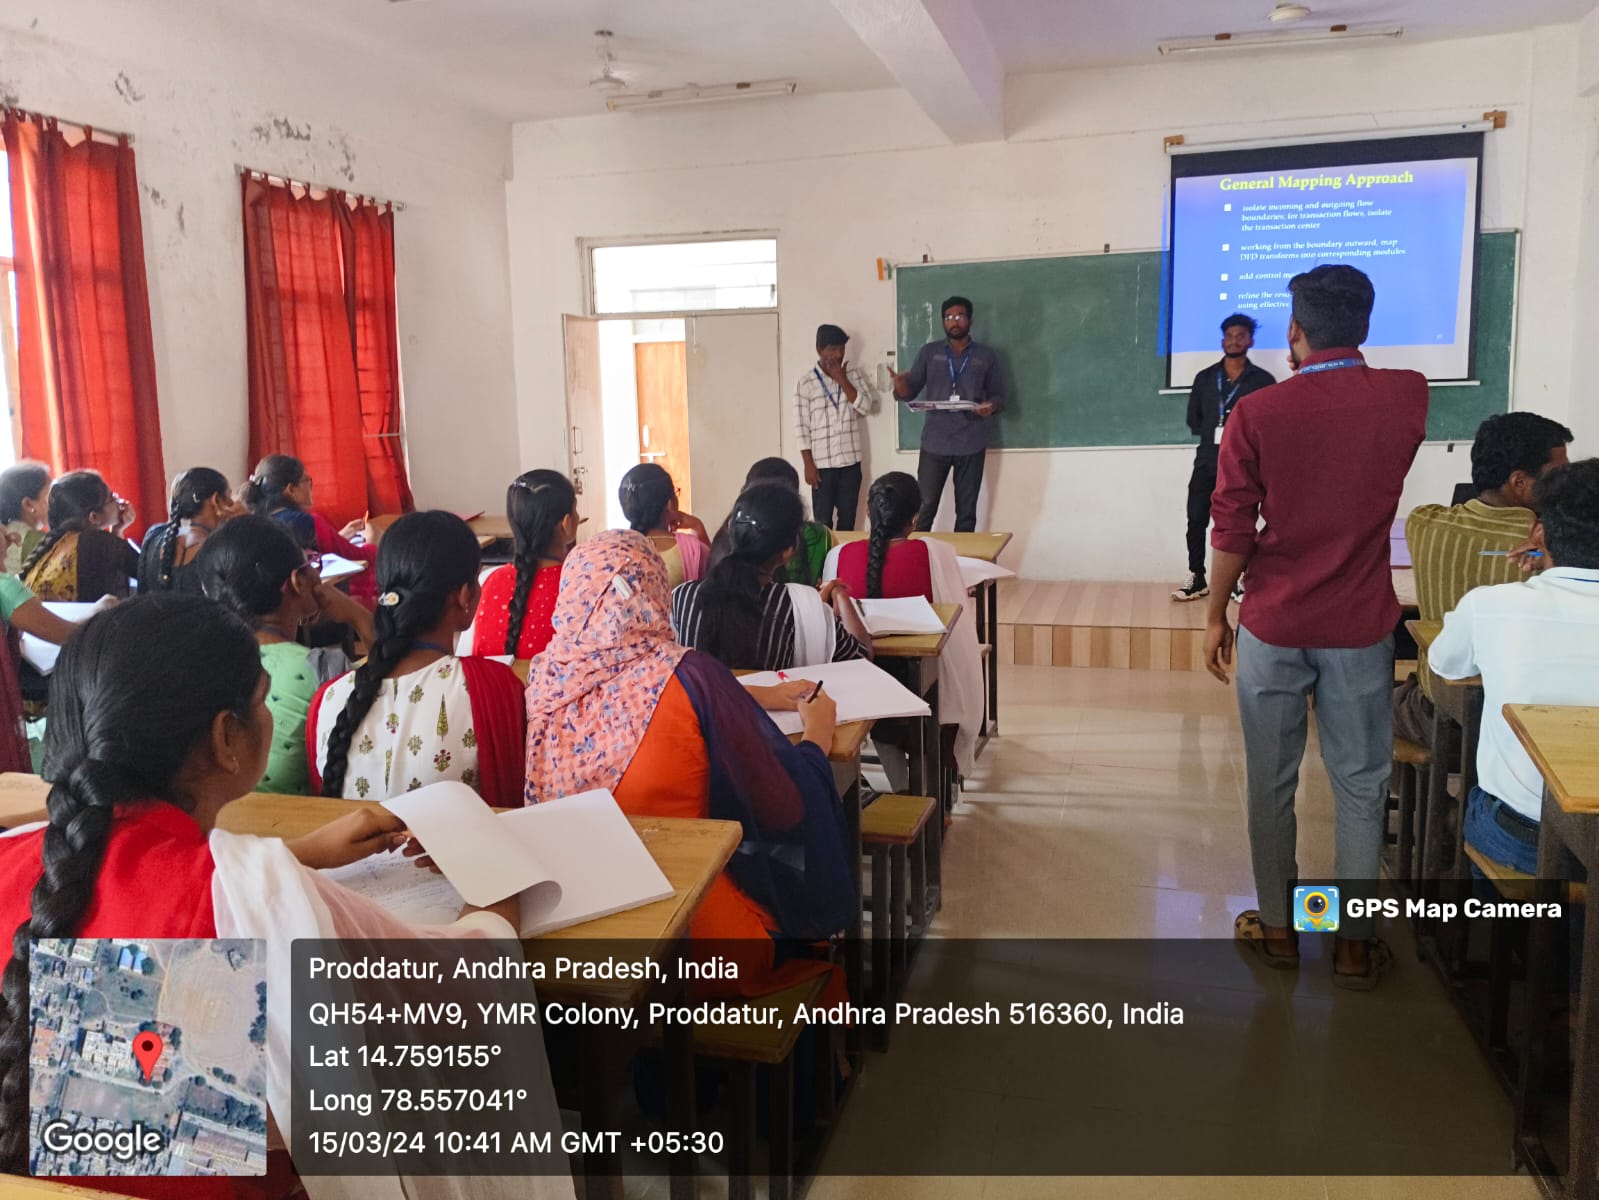 General Mapping Approach
isolate incoming and outgoing flow
boundaries; for transaction flows, isolate
the transaction center
working from the boundary outward, map
DFD transforms into corresponding modules
add control
refine the
using effective
GPS Map Camera
Proddatur, Andhra Pradesh, India
QH54+MV9, YMR Colony, Proddatur, Andhra Pradesh 516360, India
Lat 14.759155°
Long 78.557041°
15/03/24 10:41 AM GMT +05:30
Google